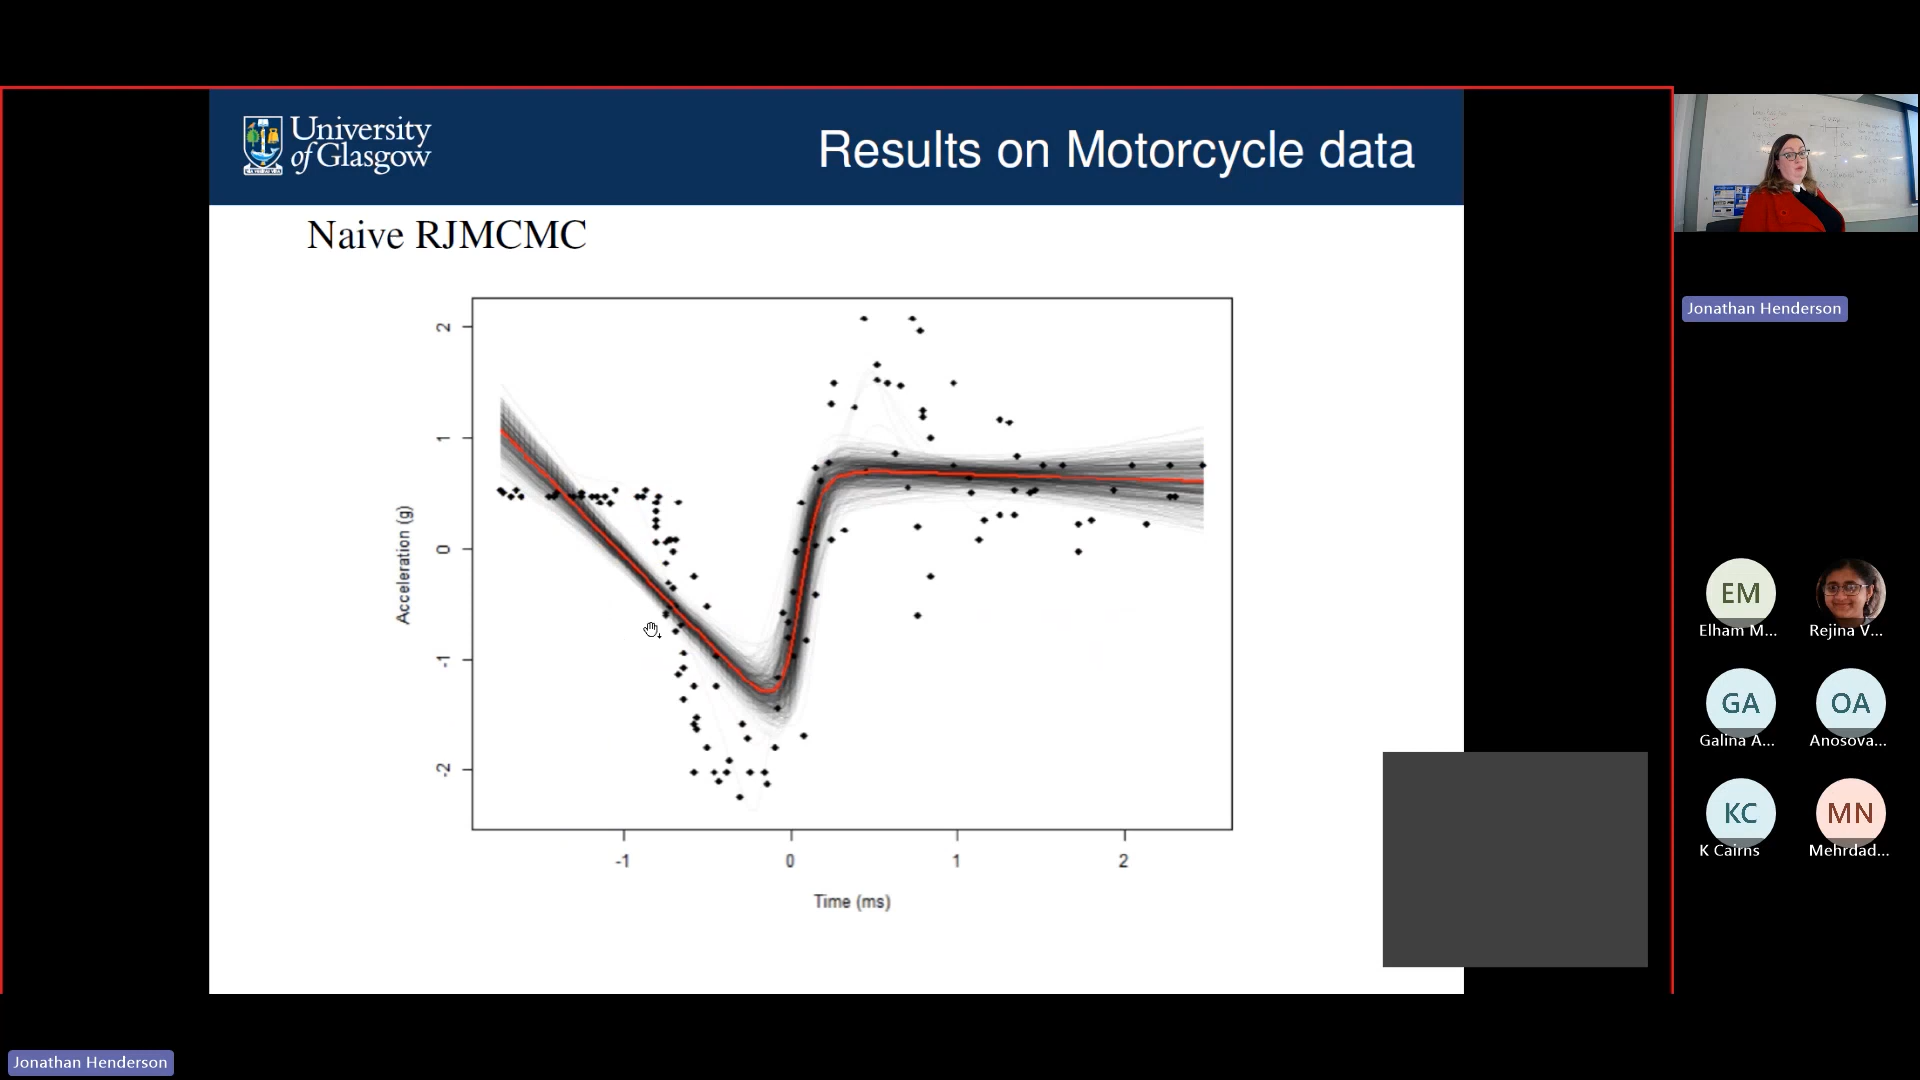 University
of Glasgow
Results on Motorcycle data
Naive RJMCMC
2
1
0
-1
-2
Acceleration (g)
-1
0
1
2
Time (ms)
Jonathan Henderson
EM
Elham M...
Rejina V...
GA
Galina A...
OA
Anosova...
KC
K Cairns
MN
Mehrdad...
Jonathan Henderson